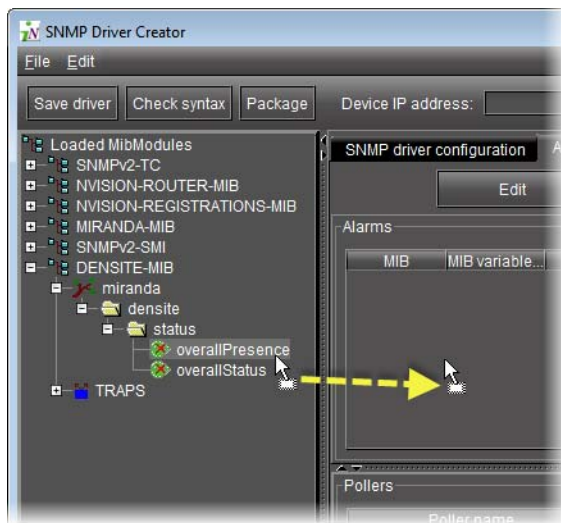 SNMP Driver Creator
File Edit
Save driver Check syntax Package Device IP address:
Loaded MibModules
SNMPv2-TC
NVISION-ROUTER-MIB
NVISION-REGISTRATIONS-MIB
MIRANDA-MIB
SNMPv2-SMI
DENSITE-MIB
miranda
densite
status
overallPresence
overallStatus
TRAPS
SNMP driver configuration A
Edit
Alarms
MIB MIB variable...
Pollers
Poller name